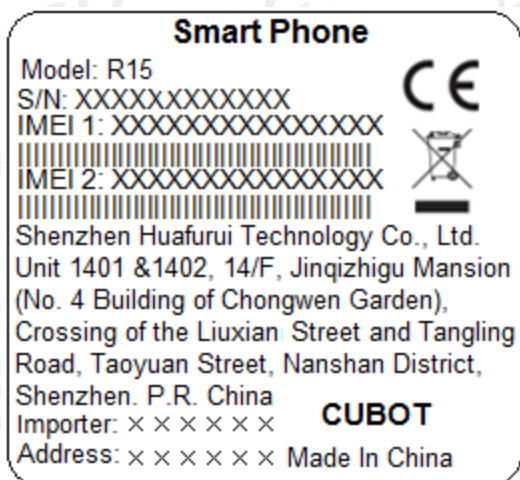 Smart Phone
Model: R15
S/N: XXXXXXXXXXXX
IMEI 1: XXXXXXXXXXXXXXX
IMEI 2: XXXXXXXXXXXXXXX
Shenzhen Huafurui Technology Co., Ltd.
Unit 1401 &1402, 14/F, Jinqizhigu Mansion
(No. 4 Building of Chongwen Garden),
Crossing of the Liuxian Street and Tangling
Road, Taoyuan Street, Nanshan District,
Shenzhen. P.R. China
CUBOT
Importer: × × × × × ×
Address: × × × × × × Made In China
CE